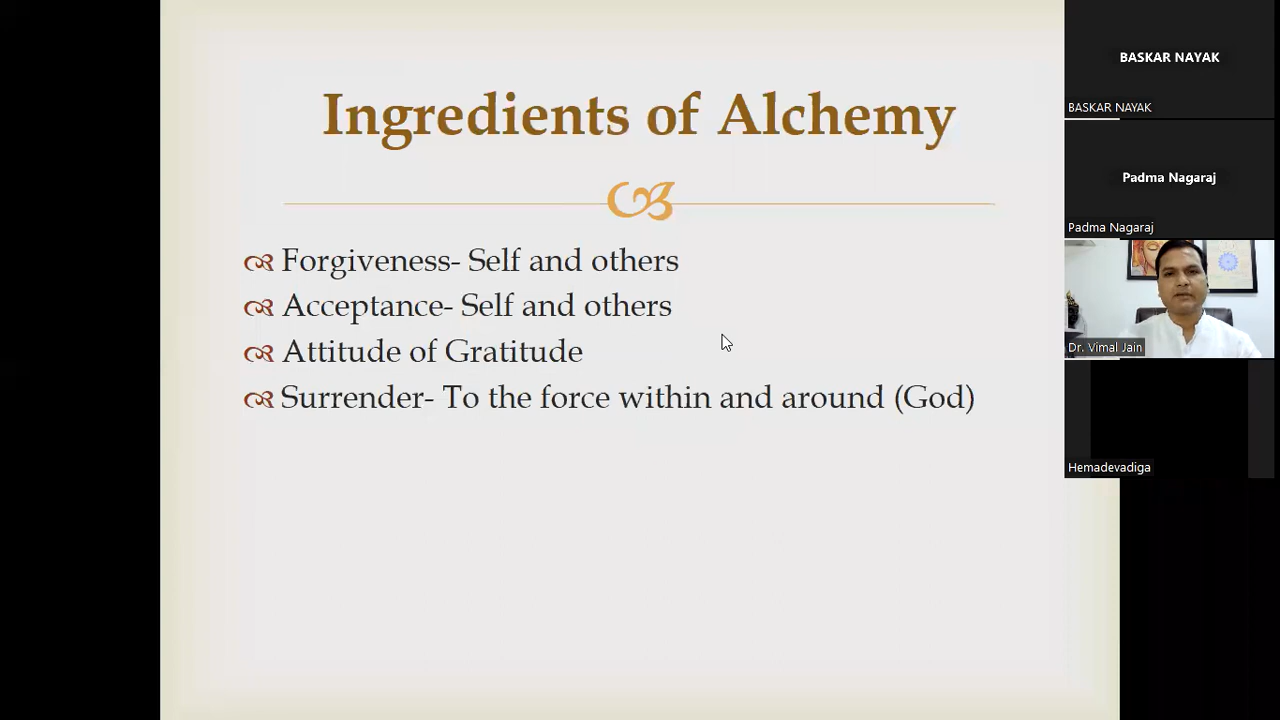 Ingredients of Alchemy
Forgiveness- Self and others
Acceptance- Self and others
Attitude of Gratitude
Surrender- To the force within and around (God)
BASKAR NAYAK
BASKAR NAYAK
Padma Nagaraj
Padma Nagaraj
Dr. Vimal Jain
Hemadevadiga